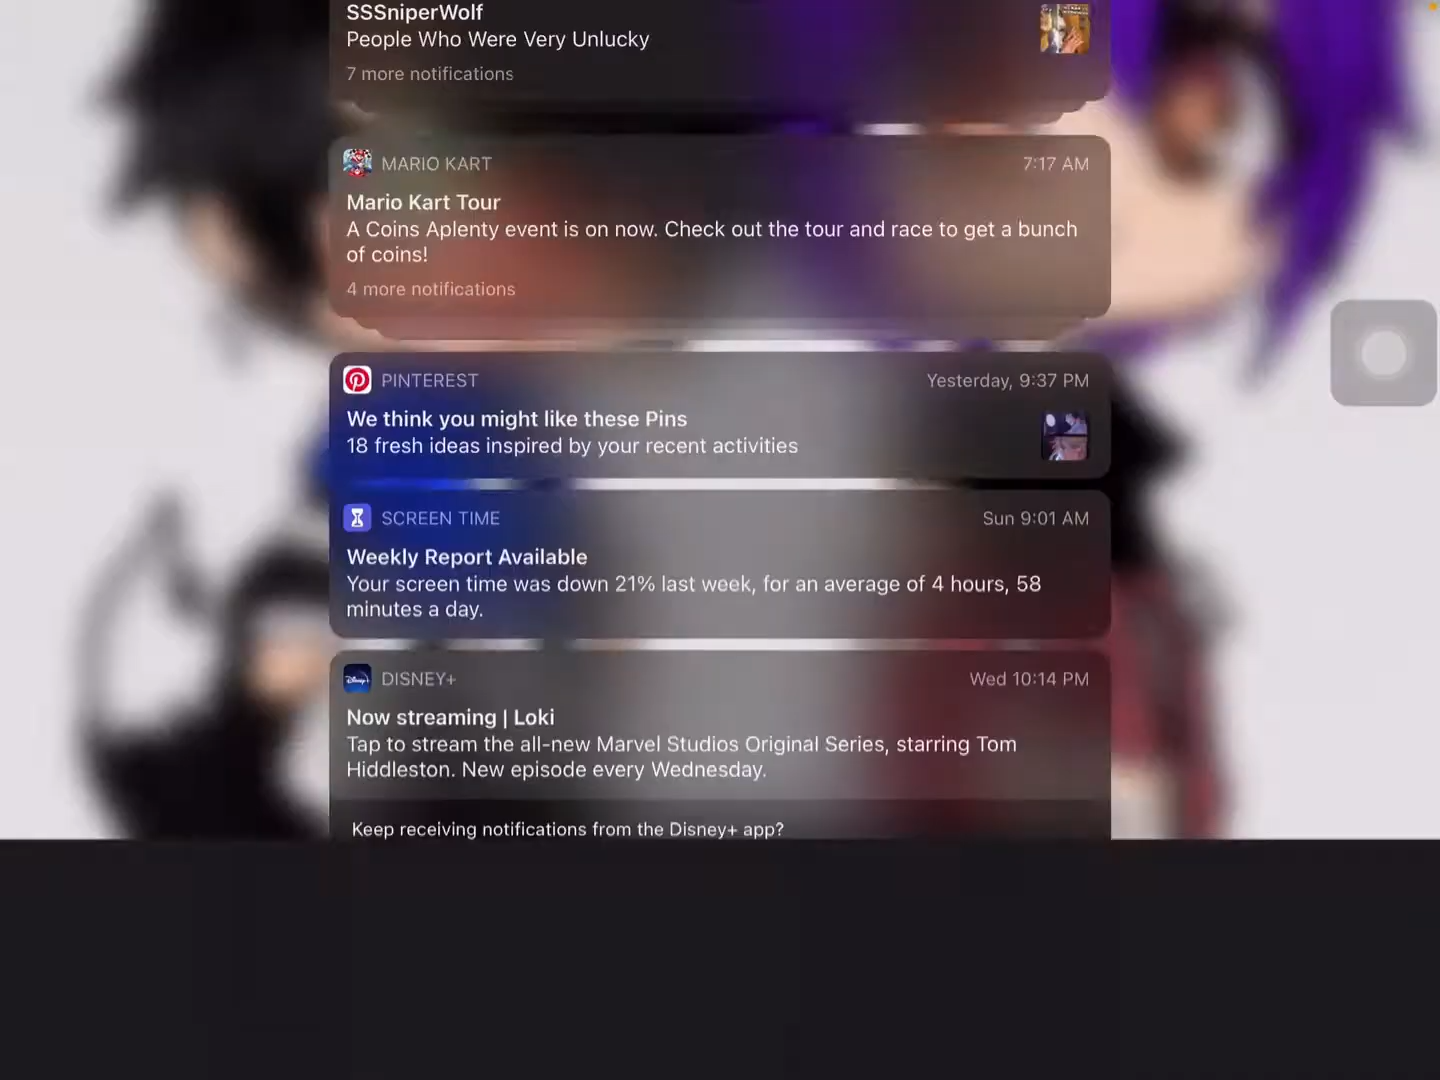 SSSniperWolf
People Who Were Very Unlucky
7 more notifications
MARIO KART
7:17 AM
Mario Kart Tour
A Coins Aplenty event is on now. Check out the tour and race to get a bunch
of coins!
4 more notifications
PINTEREST
Yesterday, 9:37 PM
We think you might like these Pins
18 fresh ideas inspired by your recent activities
SCREEN TIME
Sun 9:01 AM
Weekly Report Available
Your screen time was down 21% last week, for an average of 4 hours, 58
minutes a day.
DISNEY+
Wed 10:14 PM
Now streaming | Loki
Tap to stream the all-new Marvel Studios Original Series, starring Tom
Hiddleston. New episode every Wednesday.
Keep receiving notifications from the Disney+ app?